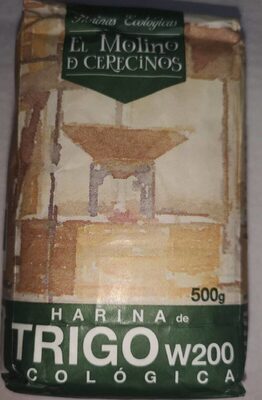 Harinas Ecológicas
EL MOLINO
D CERECINOS
500g
HARINA de
TRIGO W200
ECOLÓGICA